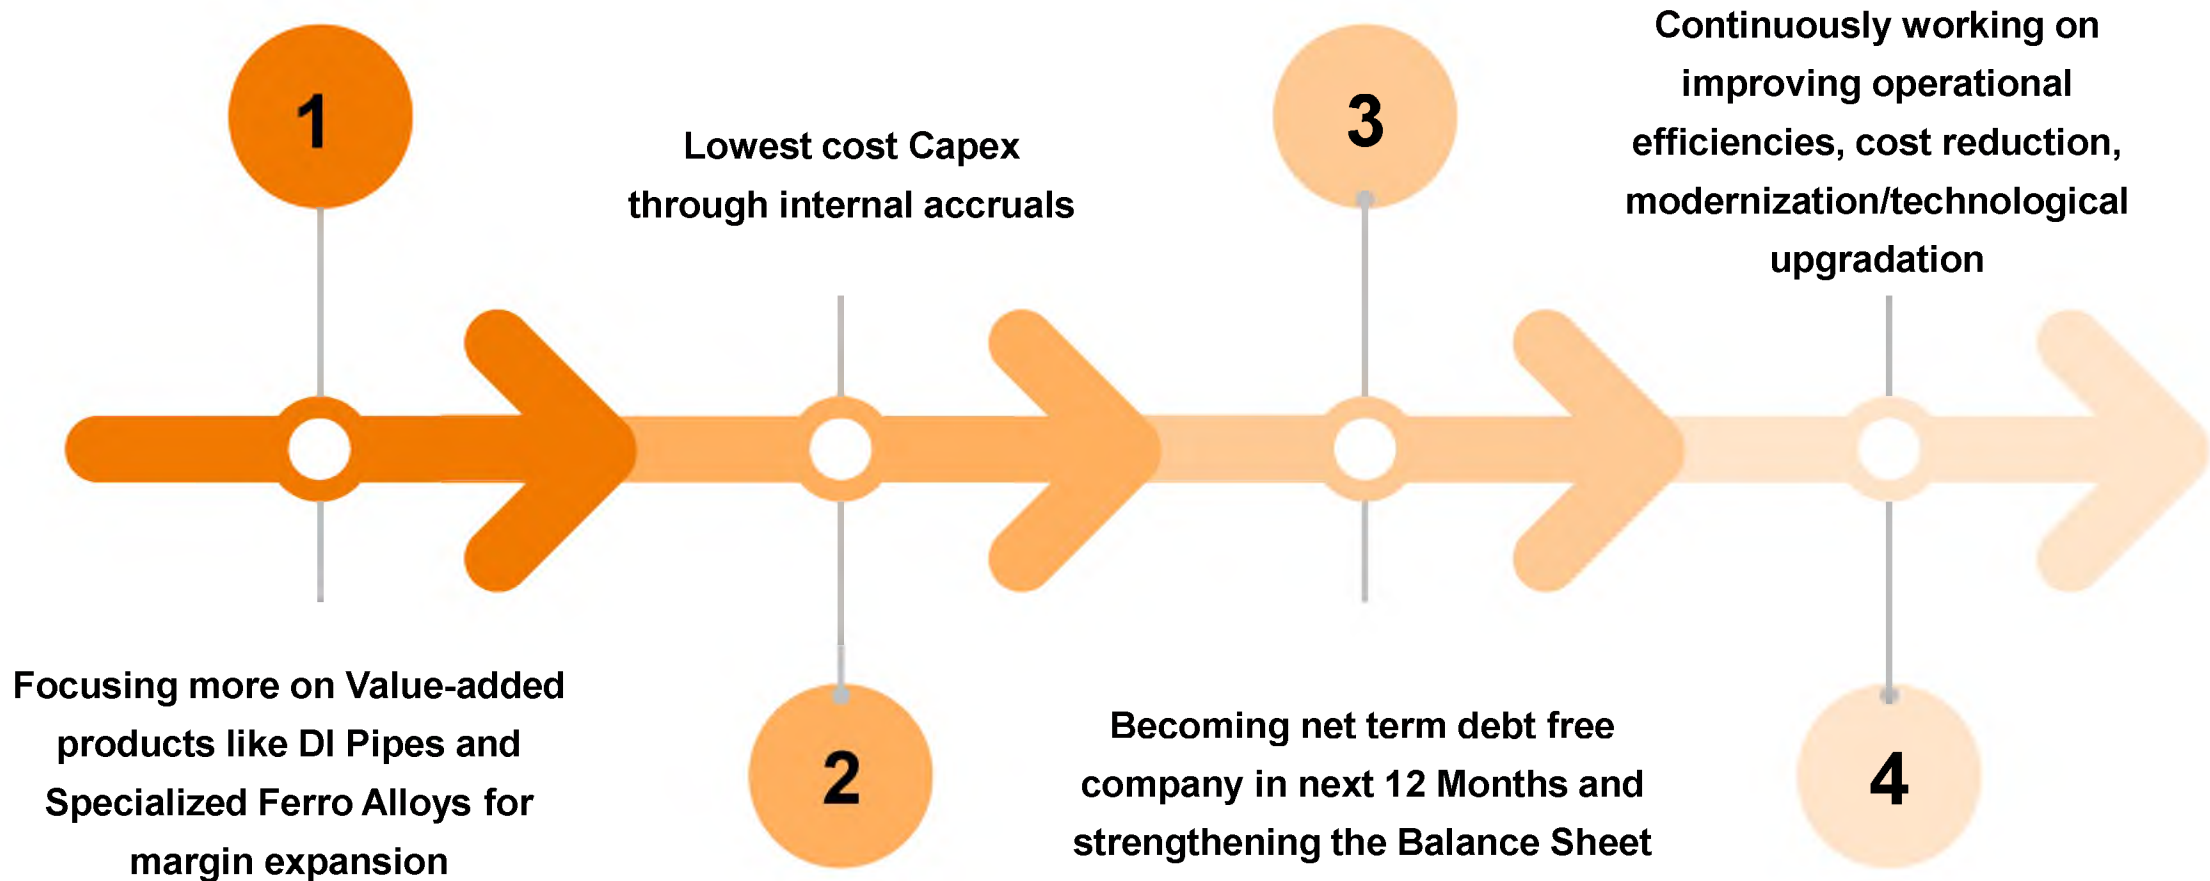 1
Focusing more on Value-added
products like DI Pipes and
Specialized Ferro Alloys for
margin expansion
Lowest cost Capex
through internal accruals
2
3
Becoming net term debt free
company in next 12 Months and
strengthening the Balance Sheet
Continuously working on
improving operational
efficiencies, cost reduction,
modernization/technological
upgradation
4